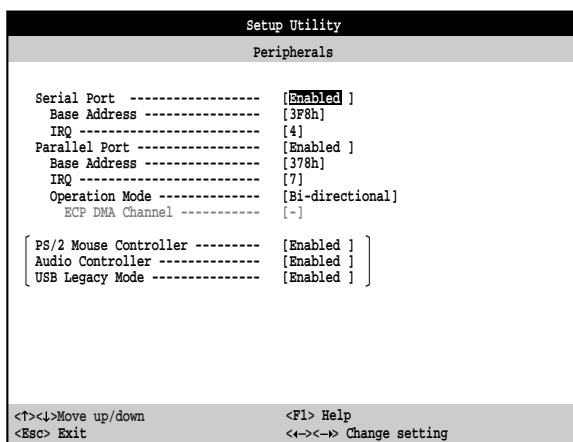 Setup Utility
Peripherals
Serial Port ------------------ [Enabled ]
Base Address ---------------- [3F8h]
IRQ ------------------------- [4]
Parallel Port ---------------- [Enabled ]
Base Address ---------------- [378h]
IRQ ------------------------- [7]
Operation Mode -------------- [Bi-directional]
ECP DMA Channel ----------- [-]
PS/2 Mouse Controller --------- [Enabled ]
Audio Controller -------------- [Enabled ]
USB Legacy Mode --------------- [Enabled ]
<↑><↓>Move up/down <F1> Help
<Esc> Exit <←><→> Change setting